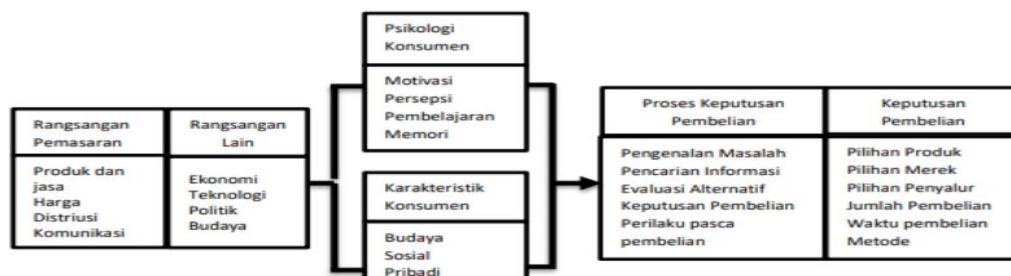 Rangsangan
Pemasaran
Produk dan
jasa
Harga
Distriusi
Komunikasi
Rangsangan
Lain
Ekonomi
Teknologi
Politik
Budaya
Psikologi
Konsumen
Motivasi
Persepsi
Pembelajaran
Memori
Karakteristik
Konsumen
Budaya
Sosial
Pribadi
Proses Keputusan
Pembelian
Pengenalan Masalah
Pencarian Informasi
Evaluasi Alternatif
Keputusan Pembelian
Perilaku pasca
pembelian
Keputusan
Pembelian
Pilihan Produk
Pilihan Merek
Pilihan Penyalur
Jumlah Pembelian
Waktu pembelian
Metode